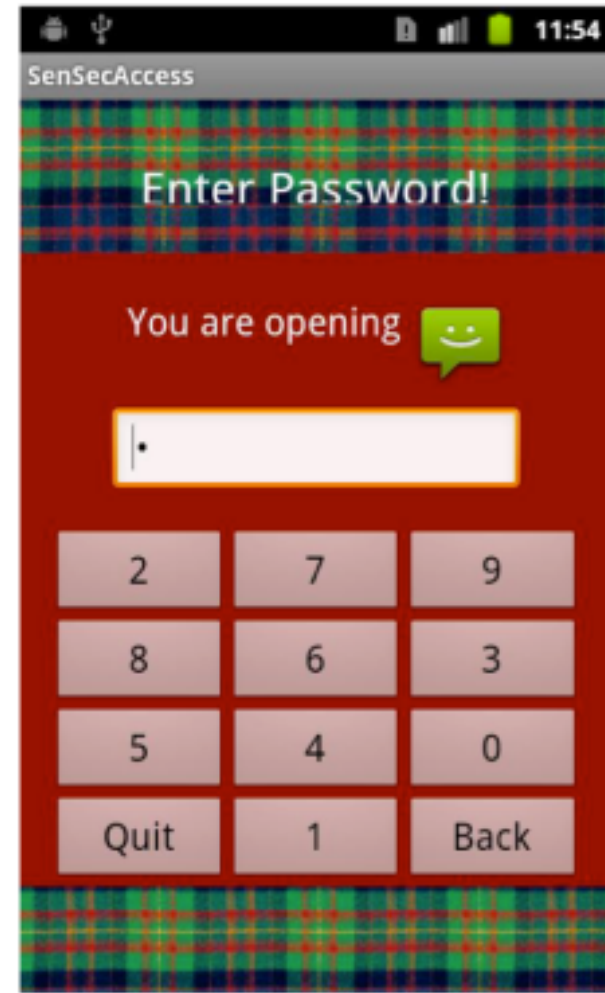 11:54
SenSecAccess
Enter Password!
You are opening
2 7 9
8 6 3
5 4 0
Quit 1 Back